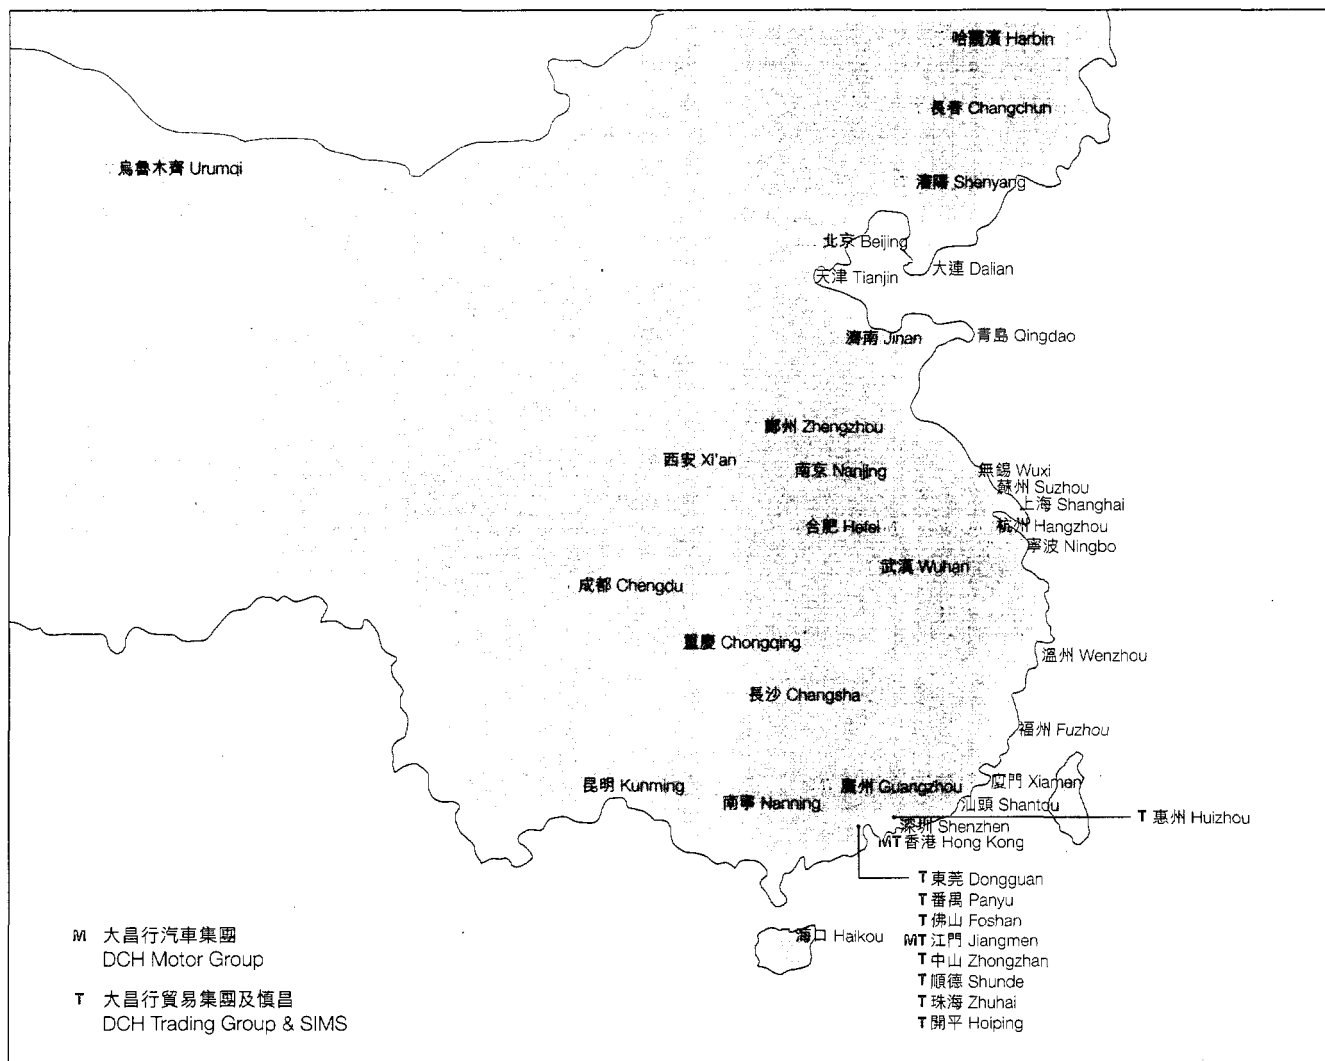 哈爾濱 Harbin
長春 Changchun
烏魯木齊 Urumqi
瀋陽 Shenyang
北京 Beijing
大連 Dalian
天津 Tianjin
濟南 Jinan
青島 Qingdao
鄭州 Zhengzhou
西安 Xi'an
南京 Nanjing
無錫 Wuxi
蘇州 Suzhou
上海 Shanghai
合肥 Hefei
杭州 Hangzhou
寧波 Ningbo
武漢 Wuhan
成都 Chengdu
重慶 Chongqing
溫州 Wenzhou
長沙 Changsha
福州 Fuzhou
昆明 Kunming
廣州 Guangzhou
廈門 Xiamen
南寧 Nanning
汕頭 Shantou
T 惠州 Huizhou
深圳 Shenzhen
MT 香港 Hong Kong
T 東莞 Dongguan
T 番禺 Panyu
T 佛山 Foshan
海口 Haikou
MT 江門 Jiangmen
T 中山 Zhongzhan
T 順德 Shunde
T 珠海 Zhuhai
T 開平 Hoiping
M 大昌行汽車集團
DCH Motor Group
T 大昌行貿易集團及慎昌
DCH Trading Group & SIMS